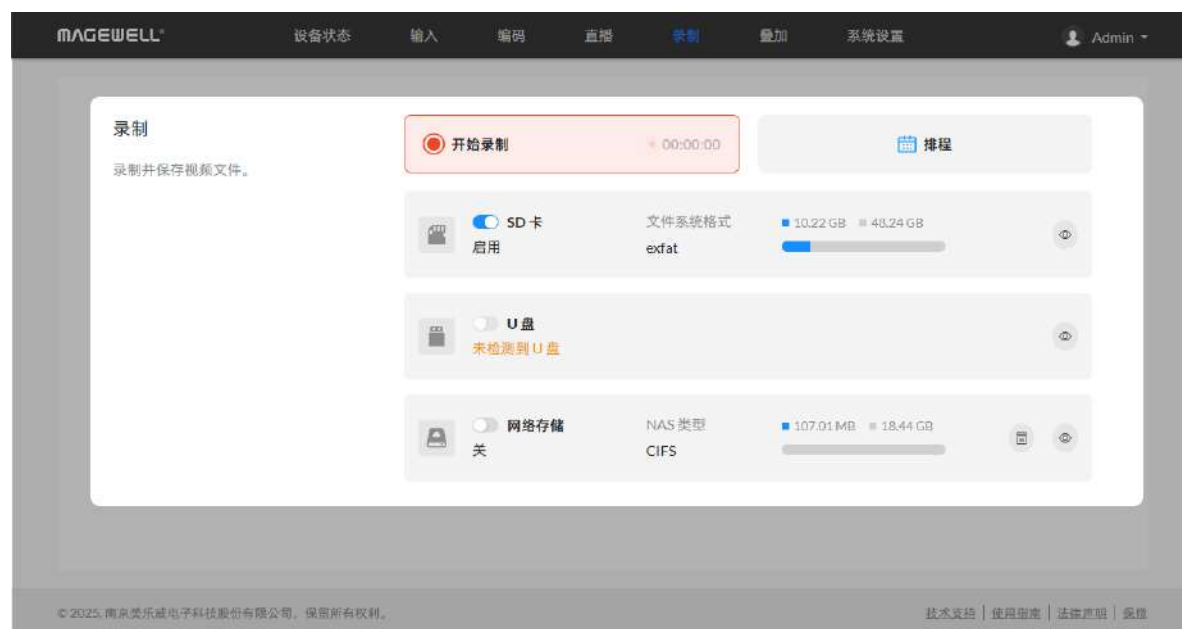 MAGEWELL®
设备状态 输入 编码 直播 录制 叠加 系统设置 Admin
录制
录制并保存视频文件。
开始录制 00:00:00
排程
SD 卡
启用
文件系统格式
exfat
10.22 GB 48.24 GB
U 盘
未检测到 U 盘
网络存储
关
NAS 类型
CIFS
107.01 MB 18.44 GB
© 2025, 南京美乐威电子科技股份有限公司。保留所有权利。
技术支持 | 使用指南 | 法律声明 | 保修